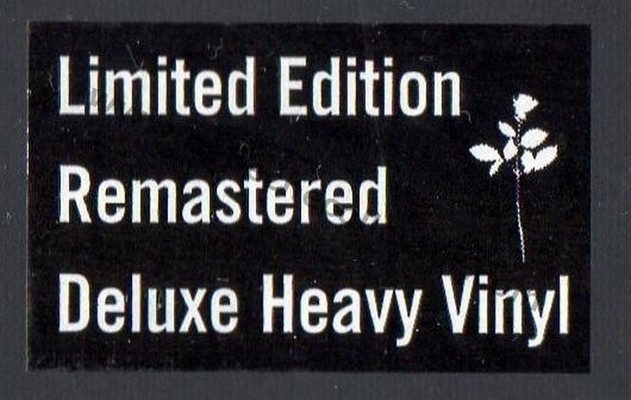 Limited Edition
Remastered
Deluxe Heavy Vinyl